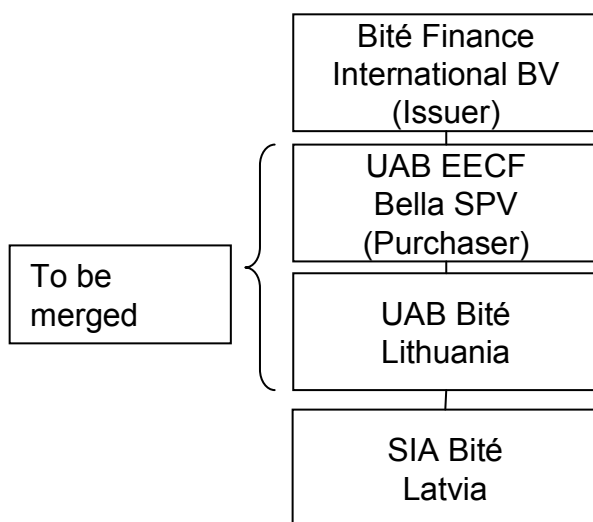 Bité Finance
International BV
(Issuer)
UAB EECF
Bella SPV
(Purchaser)
To be
merged
UAB Bité
Lithuania
SIA Bité
Latvia